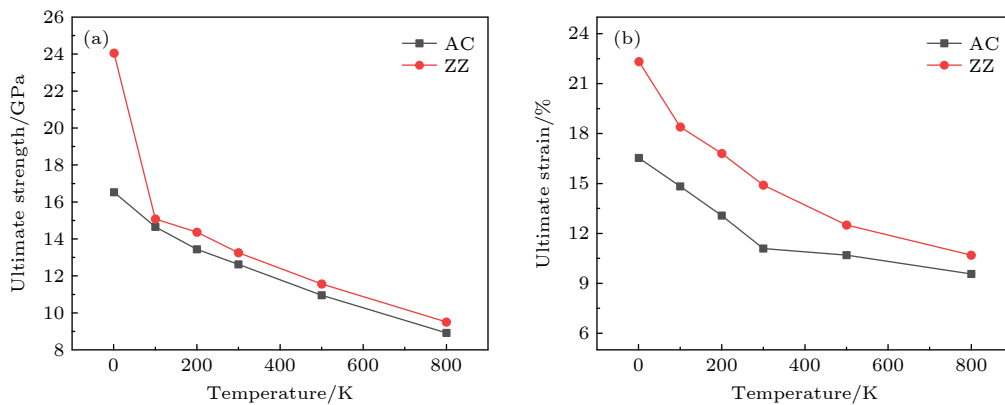 (a)
AC
ZZ
26
24
22
20
18
16
14
12
10
8
0
200
400
600
800
Ultimate strength/GPa
Temperature/K
(b)
AC
ZZ
24
21
18
15
12
9
6
0
200
400
600
800
Ultimate strain/%
Temperature/K